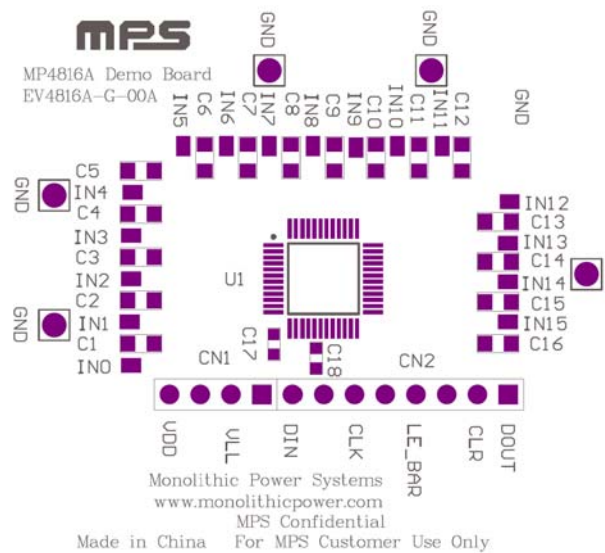 mps
MP4816A Demo Board
EV4816A-G-00A
GND
GND
GND
IN5
C6
IN6
C7
IN7
C8
IN8
C9
IN9
C10
IN10
C11
IN11
C12
C5
IN4
C4
IN3
C3
IN2
C2
IN1
C1
IN0
GND
GND
U1
IN12
C13
IN13
C14
IN14
C15
IN15
C16
C17
C18
CN1
CN2
VDD
VLL
DIN
CLK
LE_BAR
CLR
DOUT
Monolithic Power Systems
www.monolithicpower.com
MPS Confidential
Made in China For MPS Customer Use Only